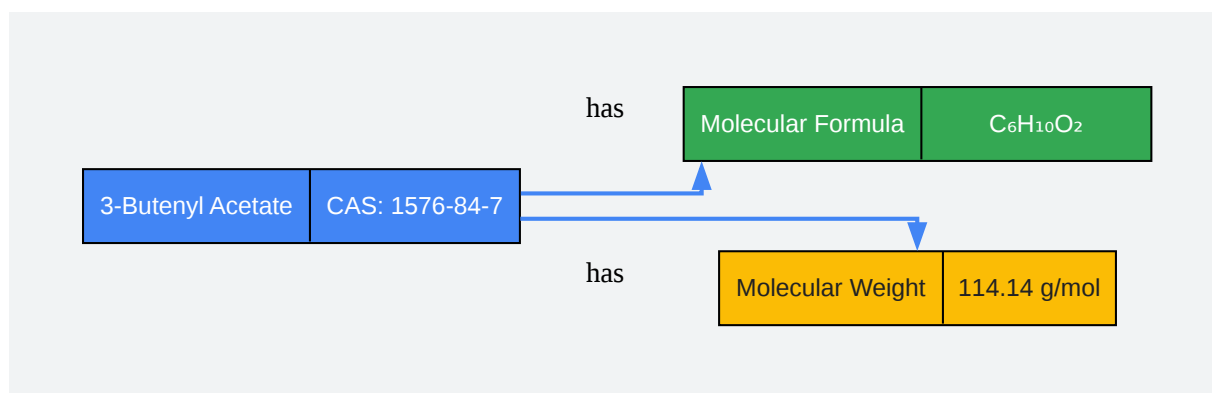 has
Molecular Formula
C₆H₁₀O₂
3-Butenyl Acetate
CAS: 1576-84-7
has
Molecular Weight
114.14 g/mol